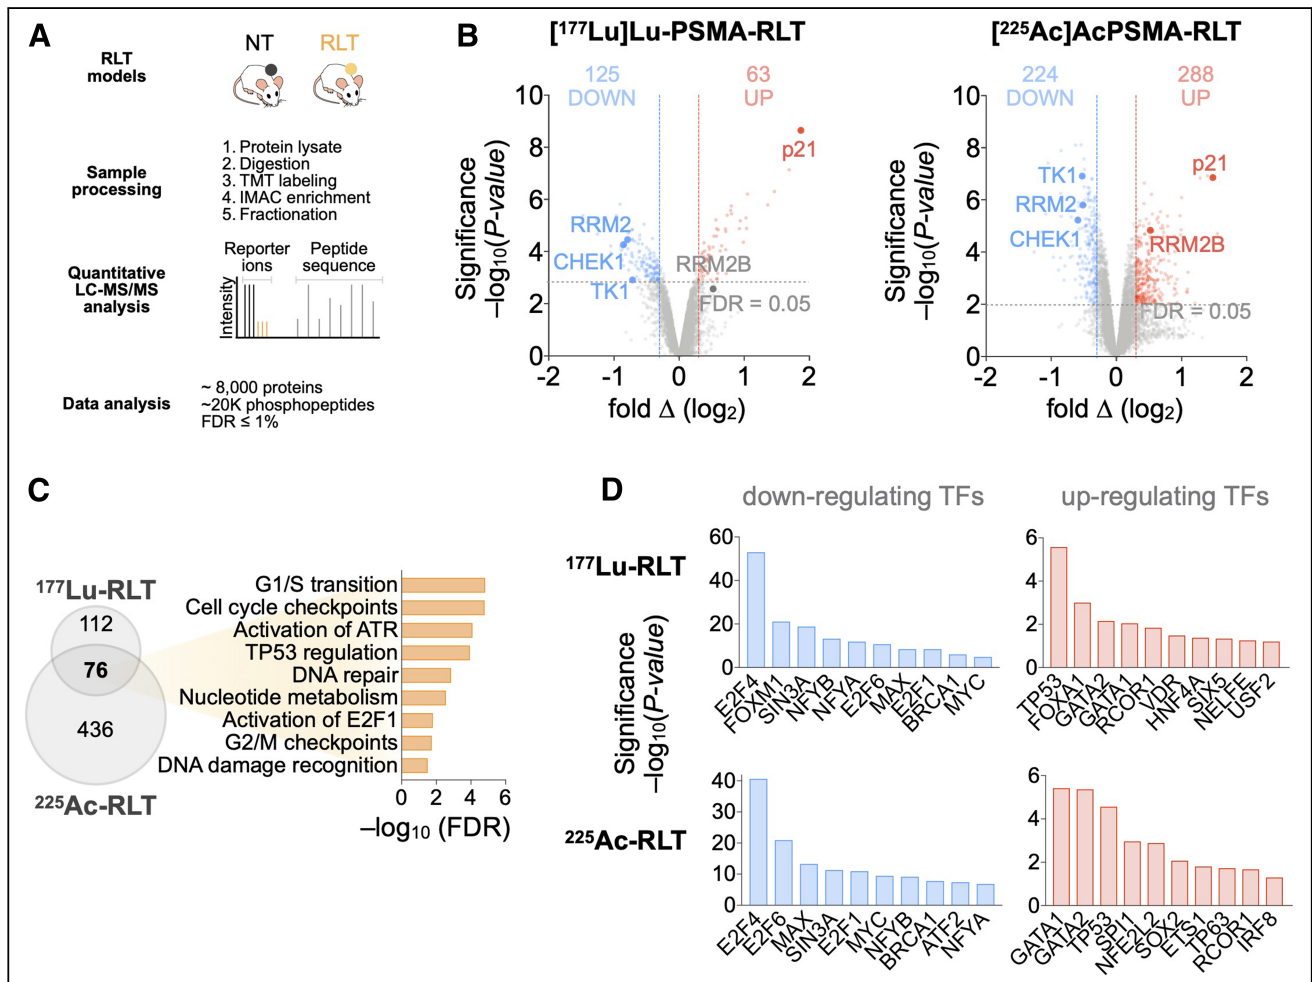 A
NT
RLT
RLT
models
Sample
processing
1. Protein lysate
2. Digestion
3. TMT labeling
4. IMAC enrichment
5. Fractionation
Quantitative
LC-MS/MS
analysis
Reporter
ions
Peptide
sequence
Intensity
Data analysis
~ 8,000 proteins
~20K phosphopeptides
FDR ≤ 1%
B
[¹⁷⁷Lu]Lu-PSMA-RLT
125
DOWN
63
UP
Significance
–log₁₀(P-value)
10
8
6
4
2
0
p21
RRM2
CHEK1
TK1
RRM2B
FDR = 0.05
-2
-1
0
1
2
fold Δ (log₂)
[²²⁵Ac]AcPSMA-RLT
224
DOWN
288
UP
Significance
–log₁₀(P-value)
10
8
6
4
2
0
p21
TK1
RRM2
CHEK1
RRM2B
FDR = 0.05
-2
-1
0
1
2
fold Δ (log₂)
C
¹⁷⁷Lu-RLT
112
76
436
²²⁵Ac-RLT
G1/S transition
Cell cycle checkpoints
Activation of ATR
TP53 regulation
DNA repair
Nucleotide metabolism
Activation of E2F1
G2/M checkpoints
DNA damage recognition
0
2
4
6
–log₁₀ (FDR)
D
down-regulating TFs
up-regulating TFs
¹⁷⁷Lu-RLT
Significance
–log₁₀(P-value)
60
40
20
0
E2F4
FOXM1
SIN3A
NFYB
NFYA
E2F6
MAX
E2F1
BRCA1
MYC
6
4
2
0
TP53
FOXA1
GATA2
GATA1
RCOR1
VDR
HNF4A
SIX5
NELFE
USF2
²²⁵Ac-RLT
40
30
20
10
0
E2F4
E2F6
MAX
SIN3A
E2F1
MYC
NFYB
BRCA1
ATF2
NFYA
6
4
2
0
GATA1
GATA2
TP53
SPI1
NFE2L2
SOX2
ETS1
TP63
RCOR1
IRF8